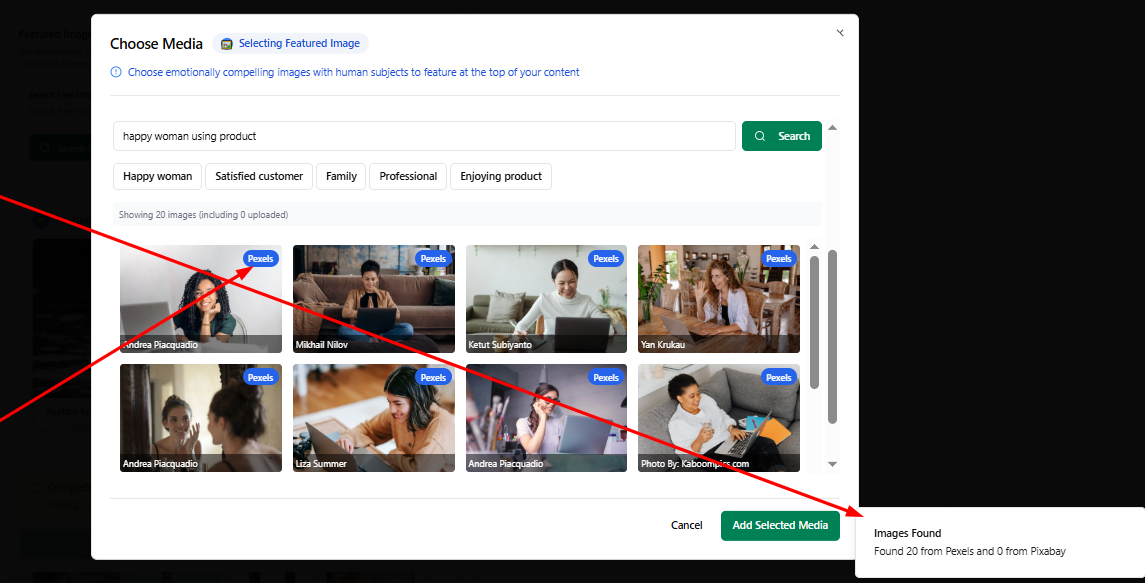 Choose Media
Selecting Featured Image
Choose emotionally compelling images with human subjects to feature at the top of your content
happy woman using product
Search
Happy woman
Satisfied customer
Family
Professional
Enjoying product
Showing 20 images (including 0 uploaded)
Pexels
Pexels
Pexels
Pexels
Andrea Piacquadio
Mikhail Nilov
Ketut Subiyanto
Yan Krukau
Pexels
Pexels
Pexels
Pexels
Andrea Piacquadio
Liza Summer
Andrea Piacquadio
Photo By: Kaboompics.com
Cancel
Add Selected Media
Images Found
Found 20 from Pexels and 0 from Pixabay